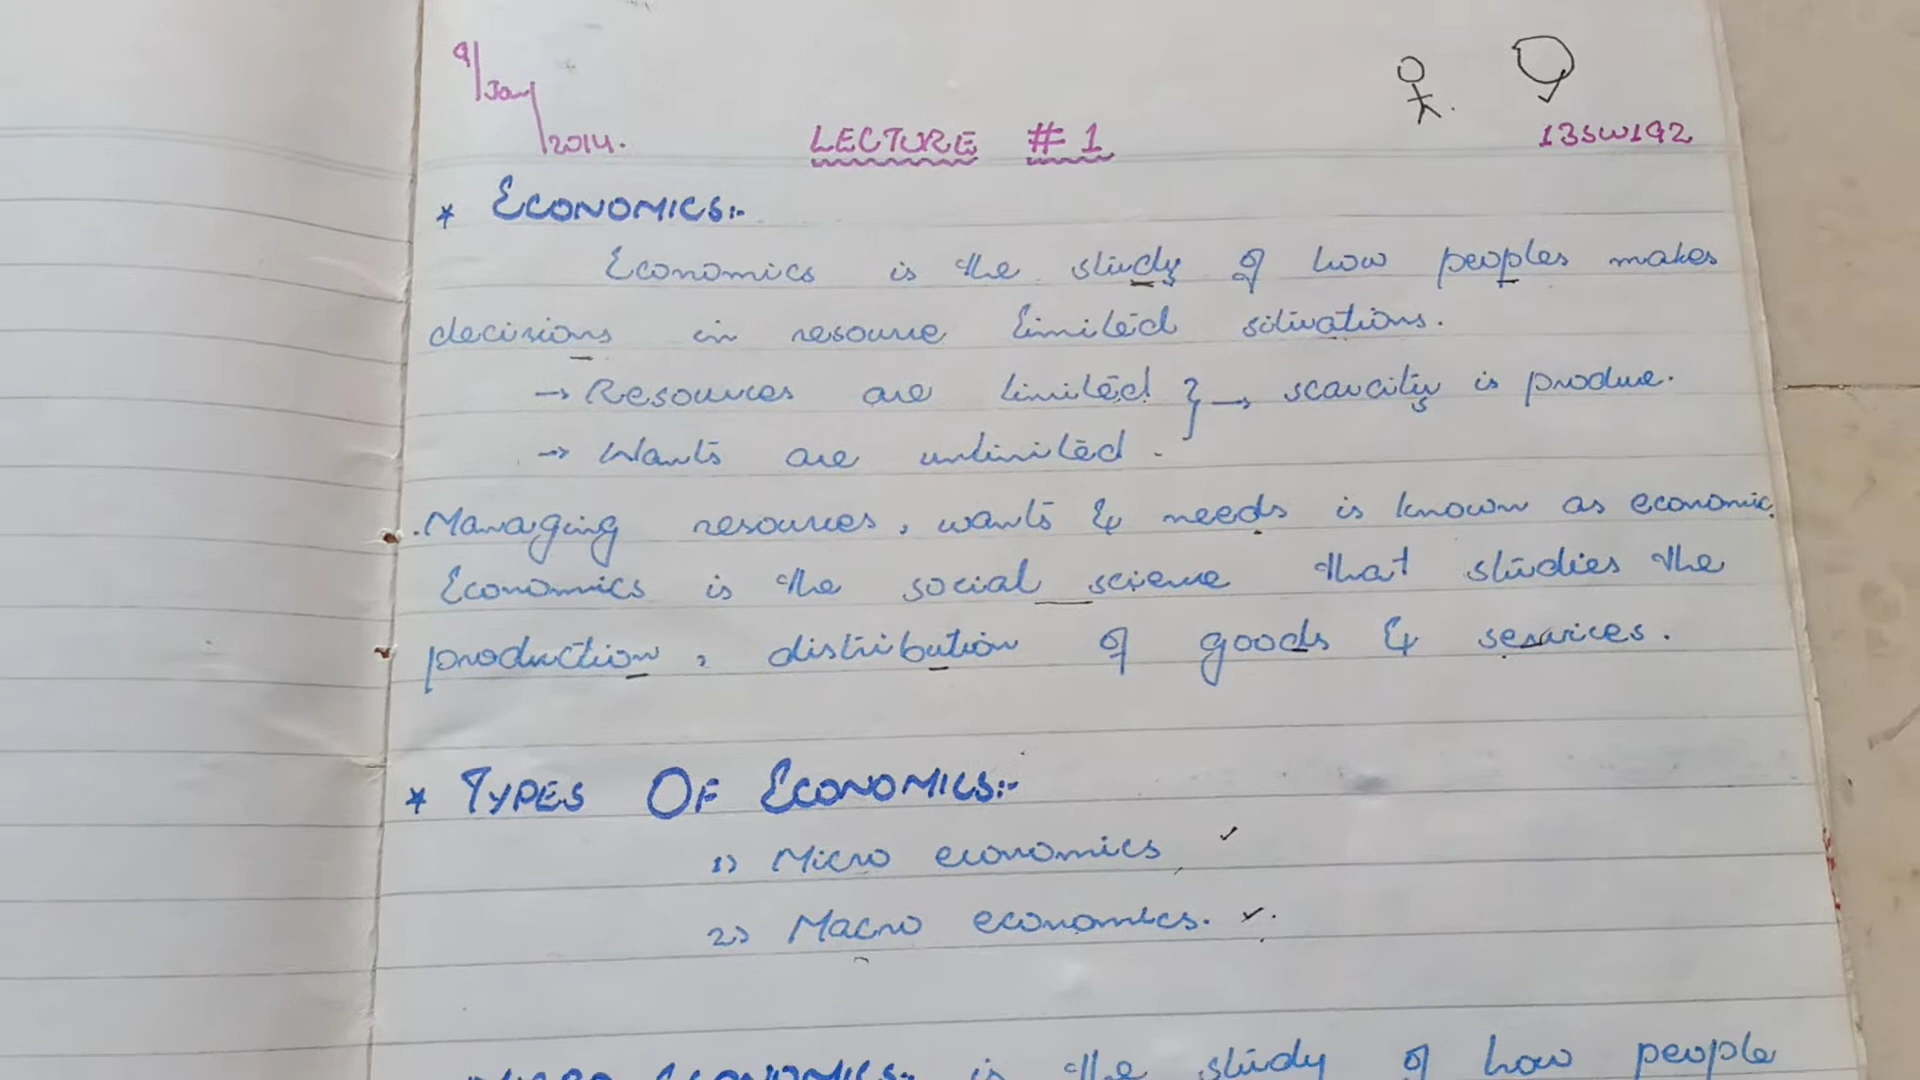 9/Jan/2014.
LECTURE # 1
13SW192
* ECONOMICS:-
Economics is the study of how peoples makes
decisions in resource limited situations.
→ Resources are limited } → scarcity is produce.
→ Wants are unlimited.
Managing resources, wants & needs is known as economic.
Economics is the social science that studies the
production, distribution of goods & services.
* TYPES OF ECONOMICS:-
1) Micro economics ✓
2) Macro economics. ✓.
MICRO ECONOMICS:- is the study of how people